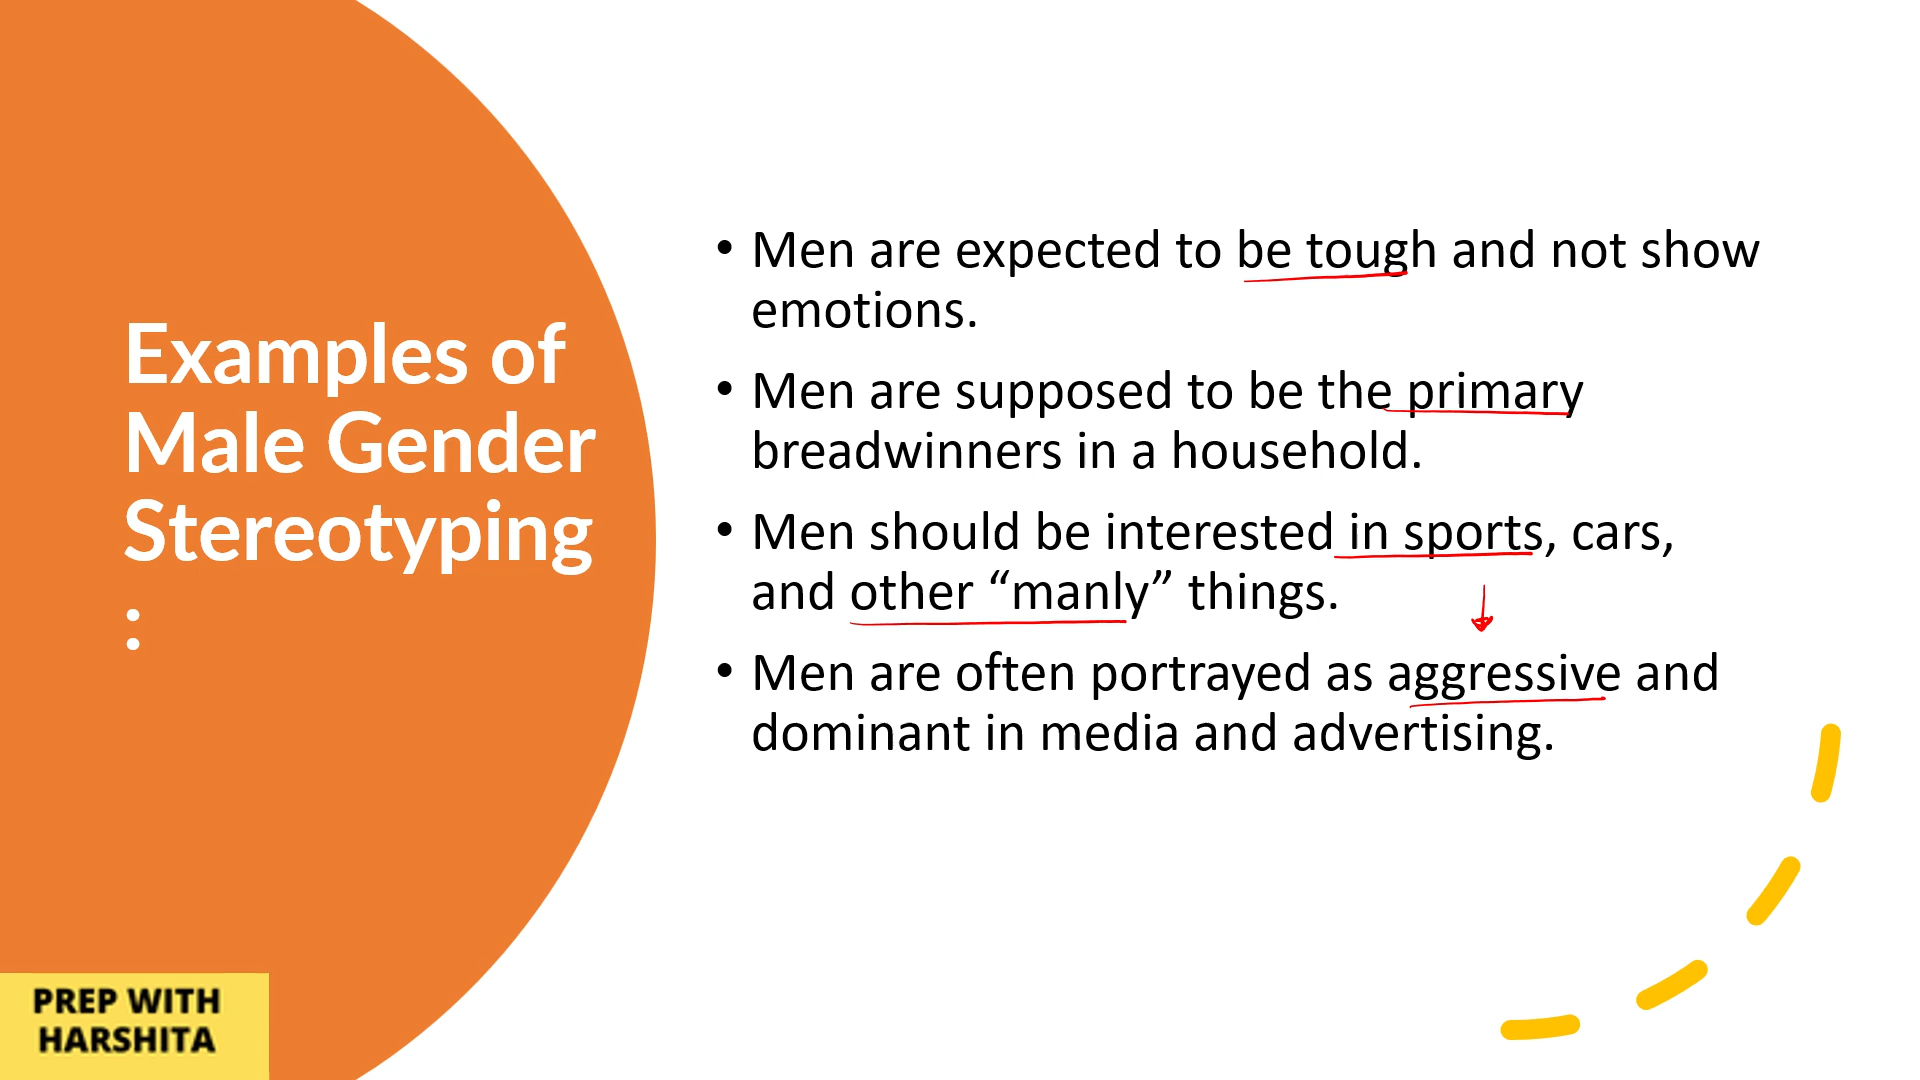 Examples of
Male Gender
Stereotyping
:
• Men are expected to be tough and not show
emotions.
• Men are supposed to be the primary
breadwinners in a household.
• Men should be interested in sports, cars,
and other “manly” things.
• Men are often portrayed as aggressive and
dominant in media and advertising.
PREP WITH
HARSHITA